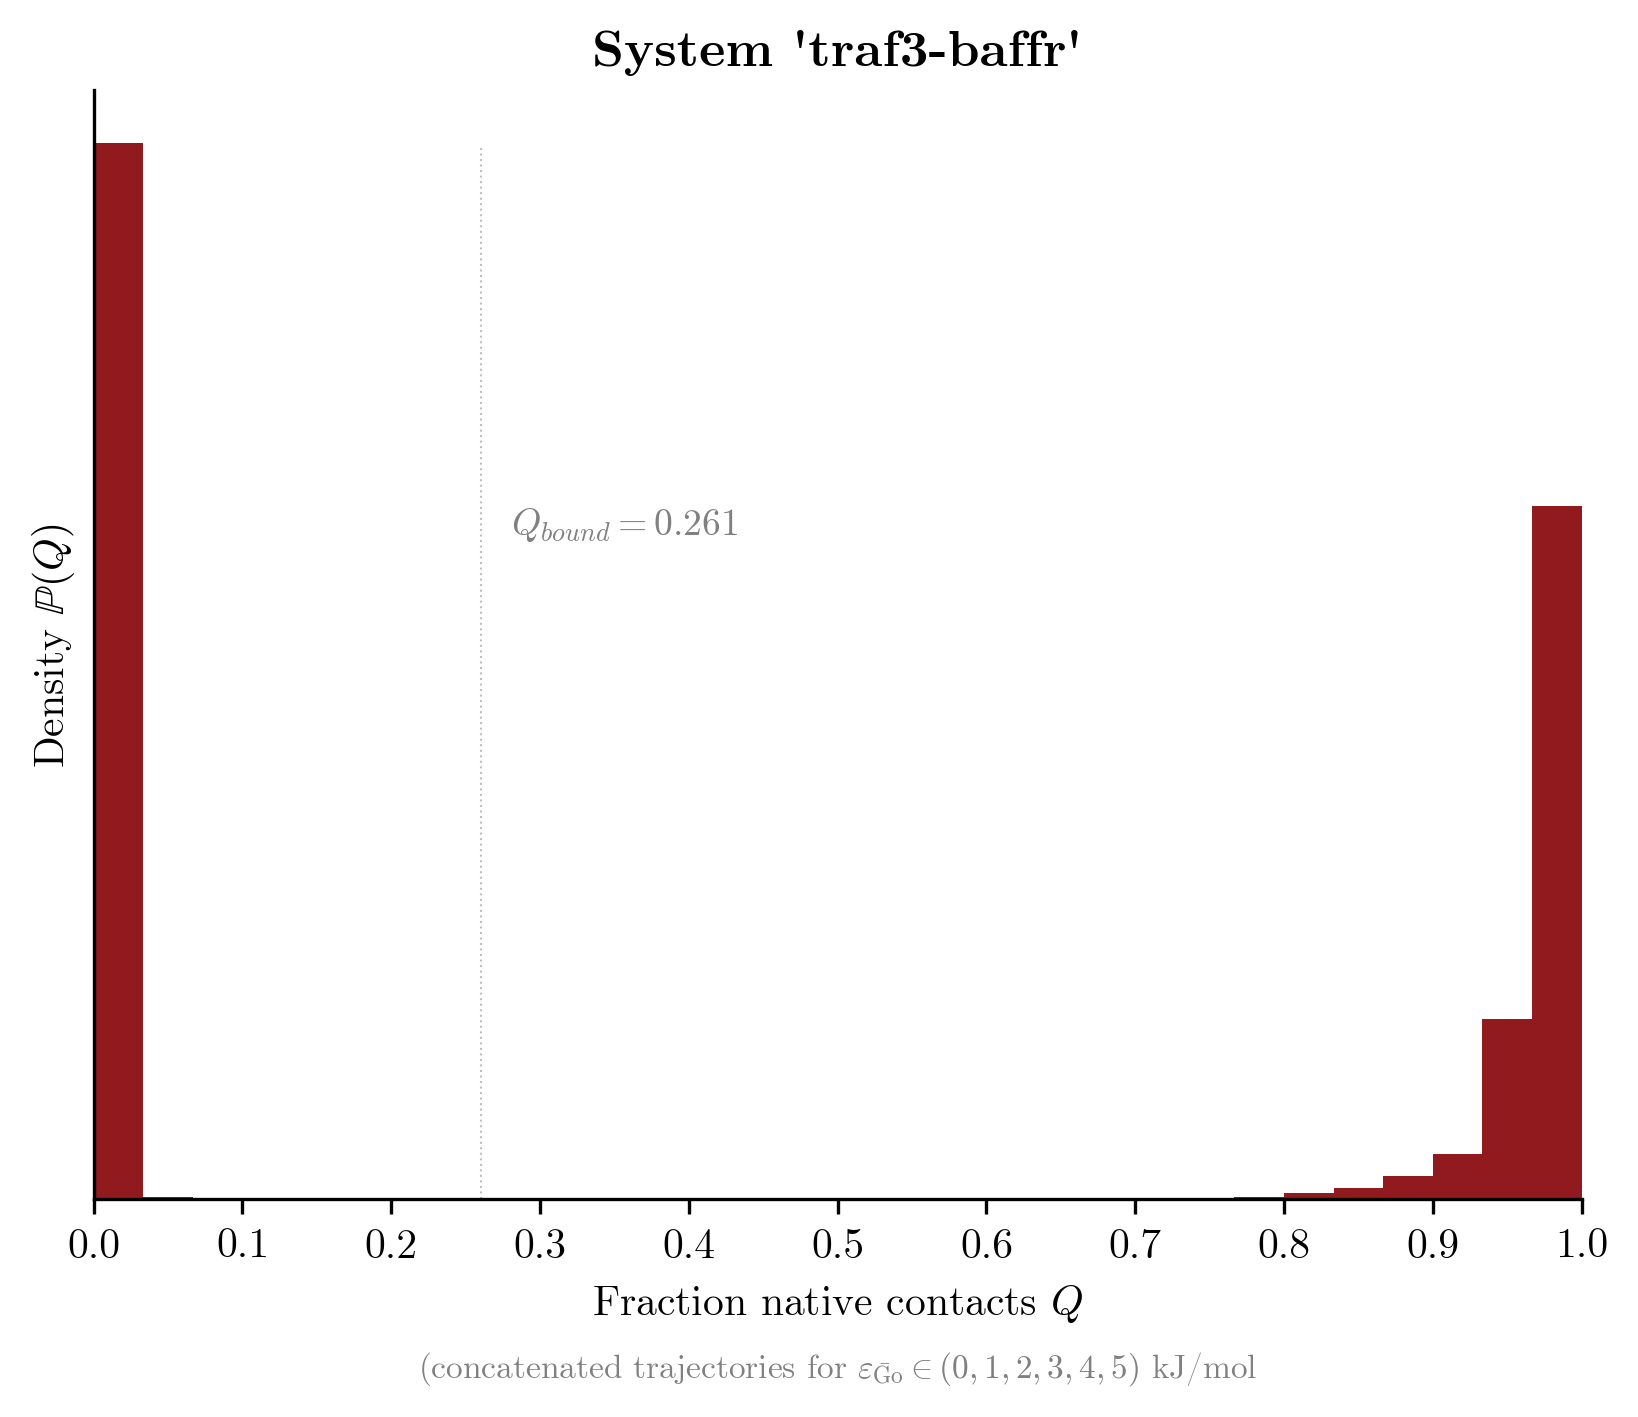 System 'traf3-baffr'
Density ℙ(Q)
Q_bound = 0.261
0.0 0.1 0.2 0.3 0.4 0.5 0.6 0.7 0.8 0.9 1.0
Fraction native contacts Q
(concatenated trajectories for ε_Ḡo ∈ (0, 1, 2, 3, 4, 5) kJ/mol